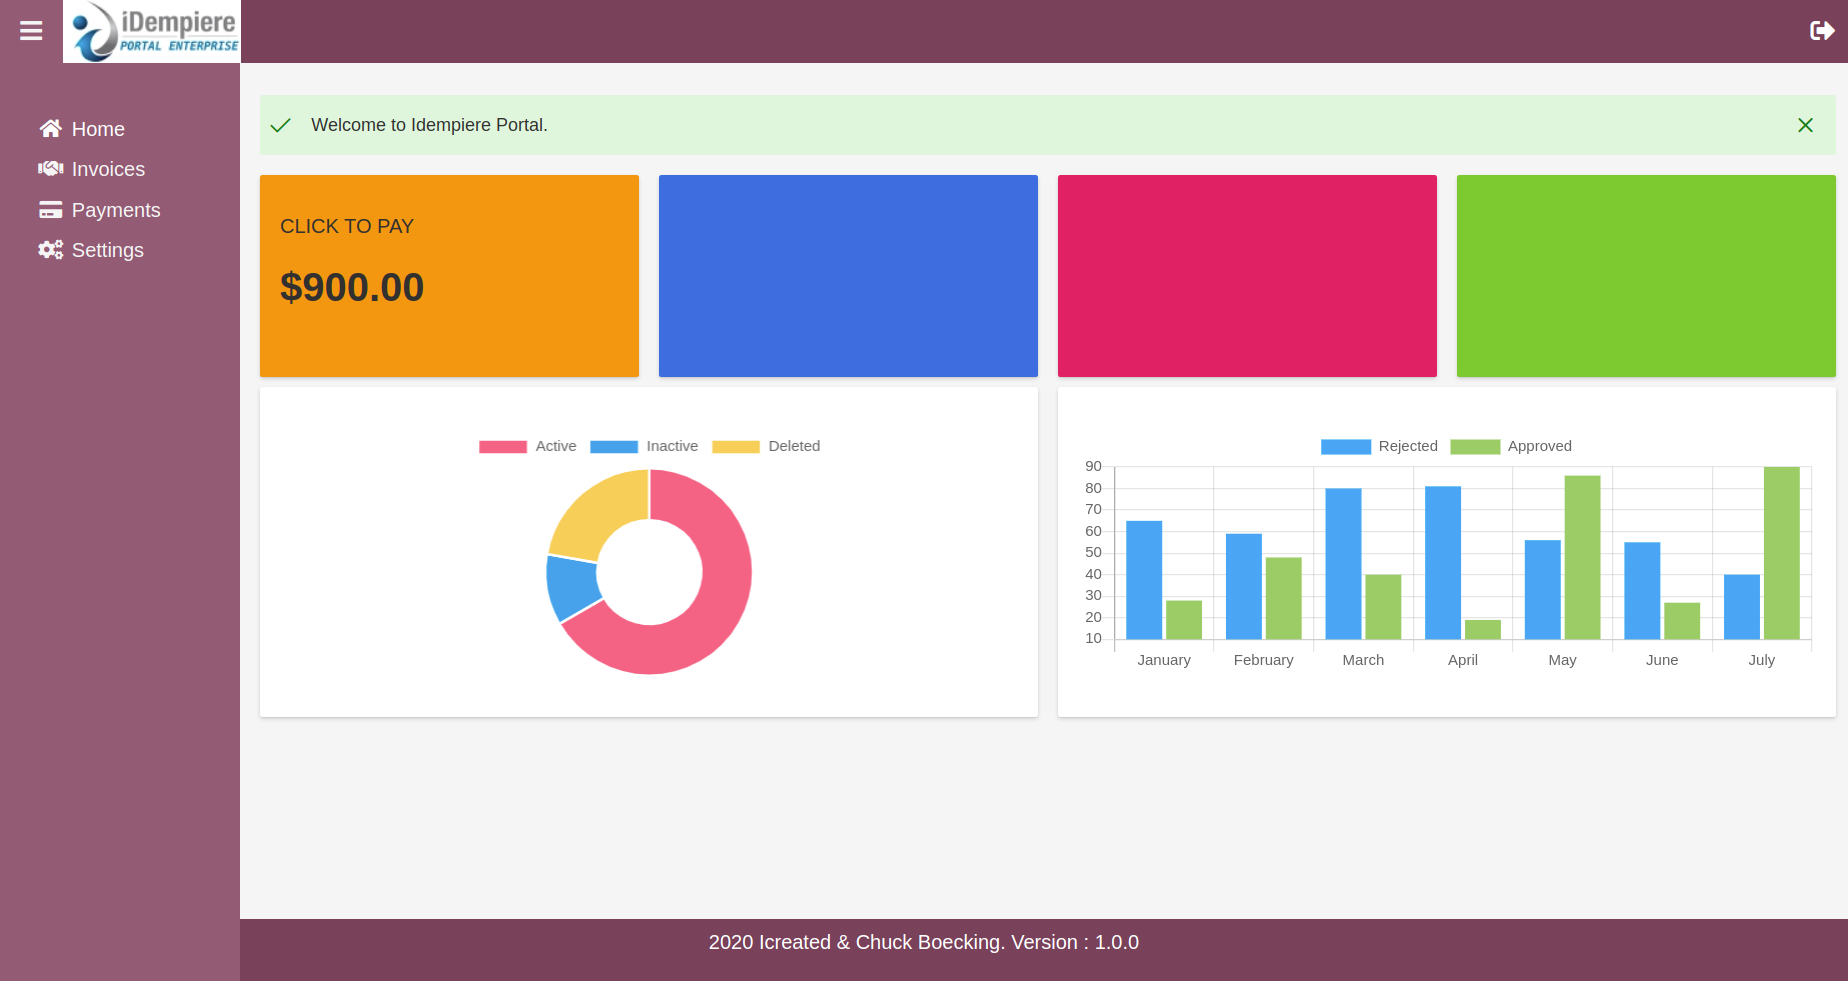 iDempiere
PORTAL ENTERPRISE
Home
Invoices
Payments
Settings
Welcome to Idempiere Portal.
CLICK TO PAY
$900.00
Active Inactive Deleted
Rejected Approved
90
80
70
60
50
40
30
20
10
January February March April May June July
2020 Icreated & Chuck Boecking. Version : 1.0.0